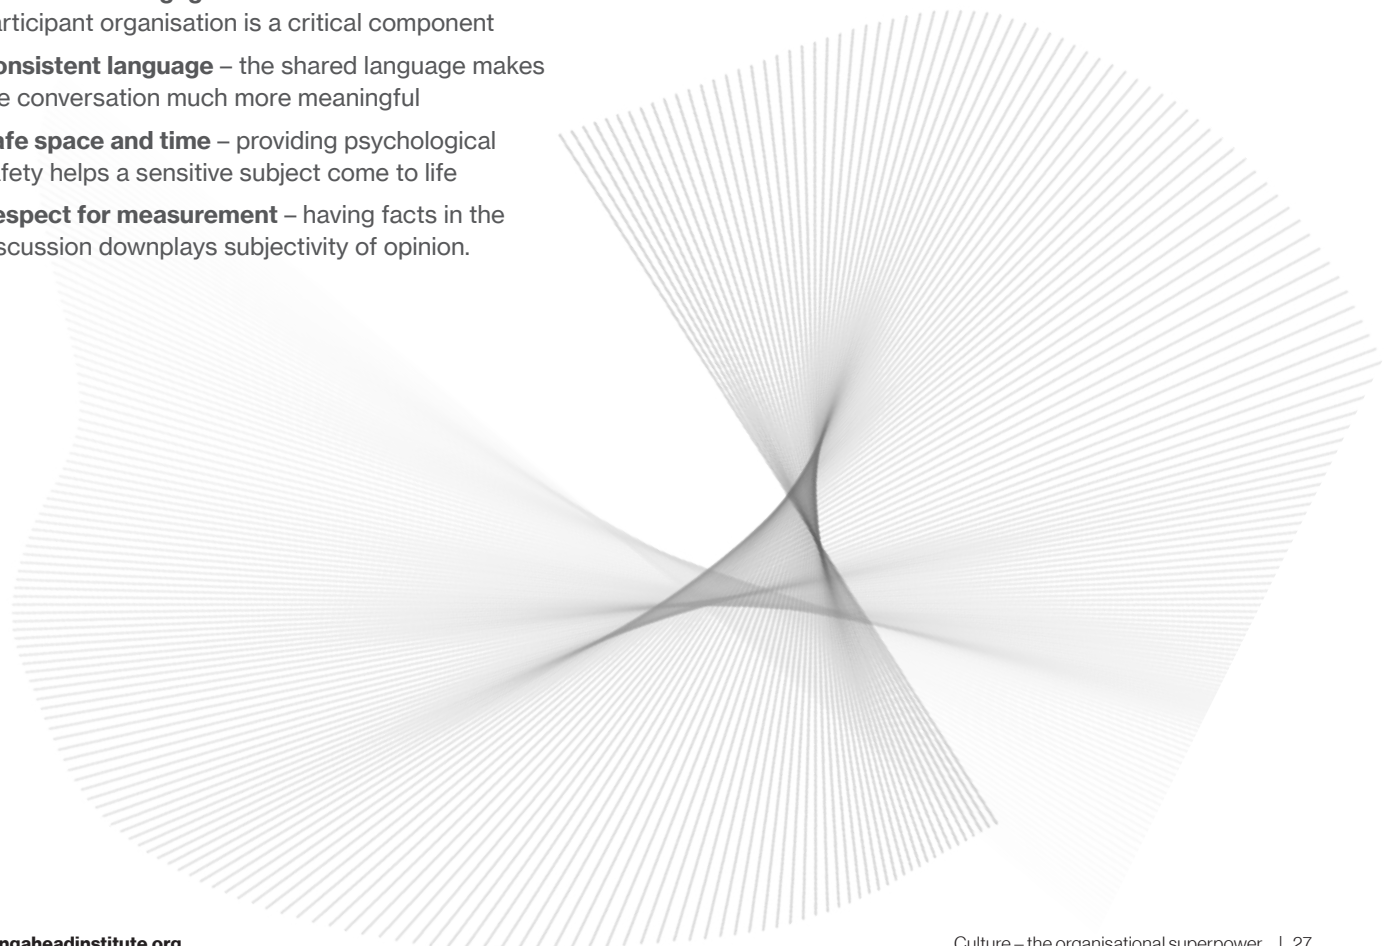 articipant organisation is a critical component
onsistent language – the shared language makes
e conversation much more meaningful
afe space and time – providing psychological
fety helps a sensitive subject come to life
espect for measurement – having facts in the
scussion downplays subjectivity of opinion.
ngaheadinstitute.org
Culture – the organisational superpower | 27